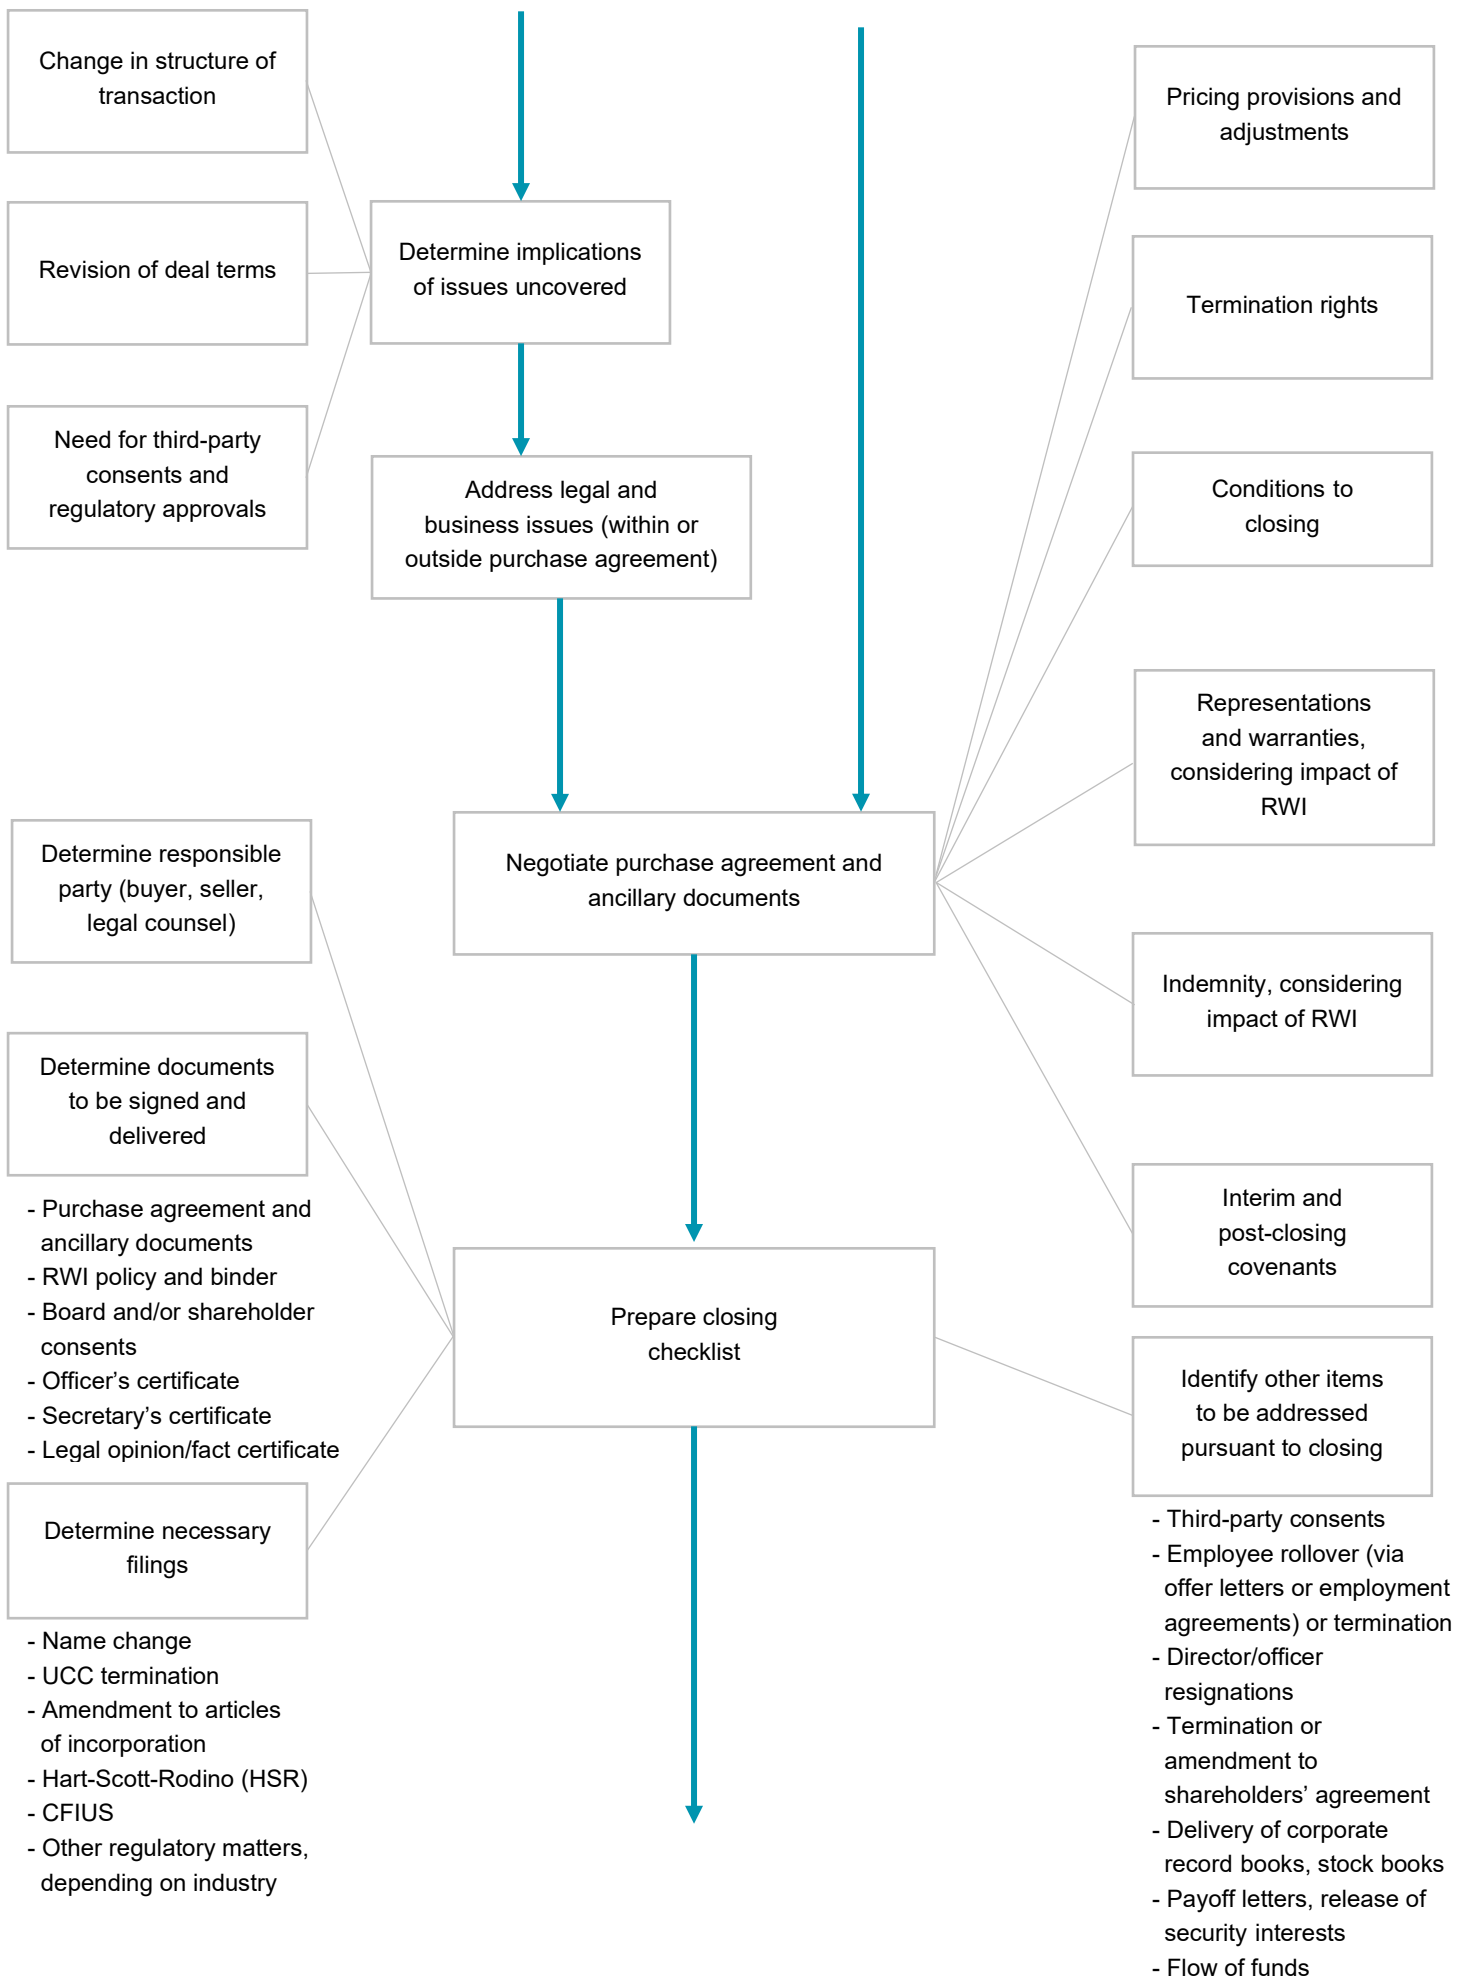 Change in structure of
transaction
Pricing provisions and
adjustments
Revision of deal terms
Determine implications
of issues uncovered
Termination rights
Need for third-party
consents and
regulatory approvals
Address legal and
business issues (within or
outside purchase agreement)
Conditions to
closing
Representations
and warranties,
considering impact of
RWI
Determine responsible
party (buyer, seller,
legal counsel)
Negotiate purchase agreement and
ancillary documents
Indemnity, considering
impact of RWI
Determine documents
to be signed and
delivered
- Purchase agreement and
ancillary documents
- RWI policy and binder
- Board and/or shareholder
consents
- Officer’s certificate
- Secretary’s certificate
- Legal opinion/fact certificate
Interim and
post-closing
covenants
Prepare closing
checklist
Identify other items
to be addressed
pursuant to closing
Determine necessary
filings
- Name change
- UCC termination
- Amendment to articles
of incorporation
- Hart-Scott-Rodino (HSR)
- CFIUS
- Other regulatory matters,
depending on industry
- Third-party consents
- Employee rollover (via
offer letters or employment
agreements) or termination
- Director/officer
resignations
- Termination or
amendment to
shareholders’ agreement
- Delivery of corporate
record books, stock books
- Payoff letters, release of
security interests
- Flow of funds